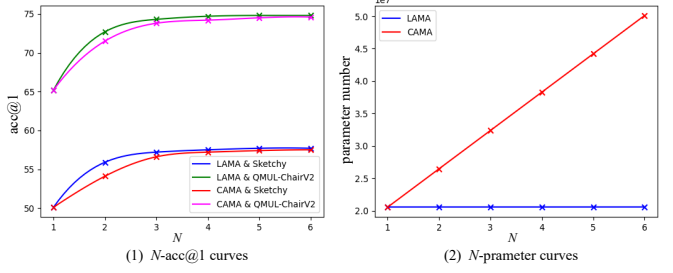 1e7
75
70
65
60
55
50
acc@1
LAMA & Sketchy
LAMA & QMUL-ChairV2
CAMA & Sketchy
CAMA & QMUL-ChairV2
1 2 3 4 5 6
N
(1) N-acc@1 curves
5.0
4.5
4.0
3.5
3.0
2.5
2.0
parameter number
LAMA
CAMA
1 2 3 4 5 6
N
(2) N-prameter curves